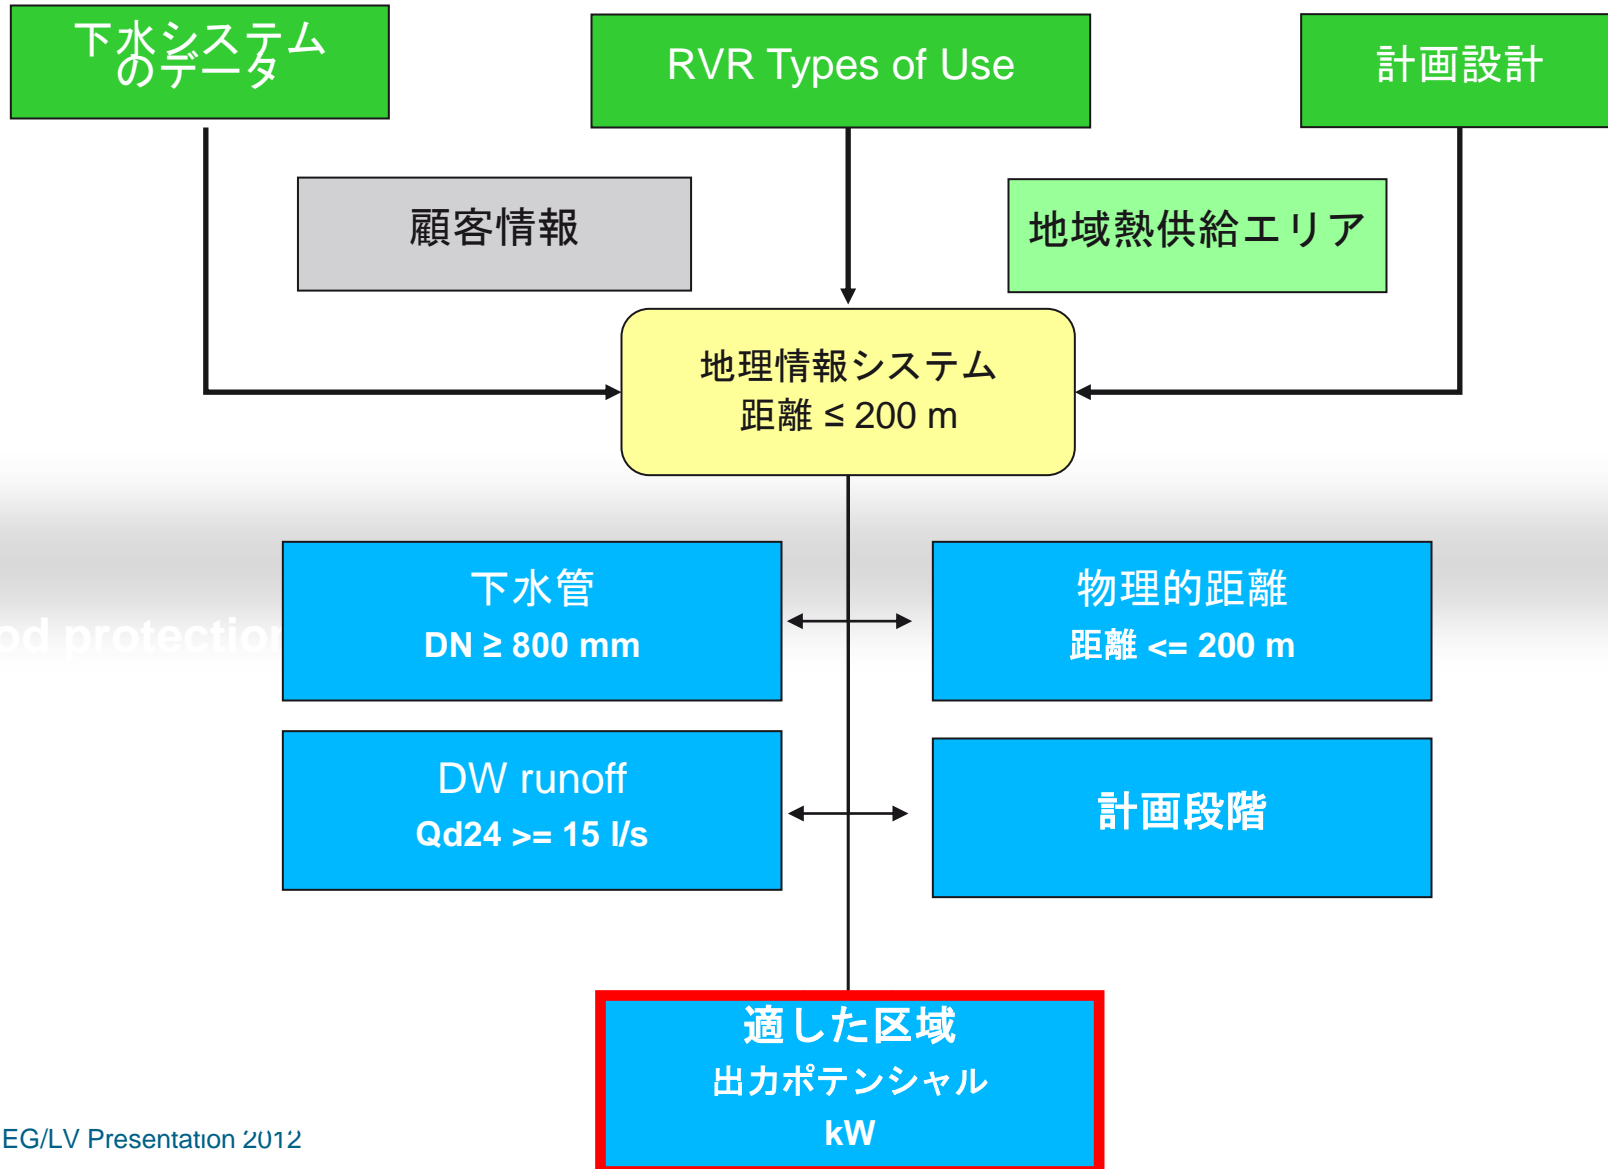 下水システム
のデータ
RVR Types of Use
計画設計
顧客情報
地域熱供給エリア
地理情報システム
距離 ≤ 200 m
下水管
DN ≥ 800 mm
物理的距離
距離 <= 200 m
od protection
DW runoff
Qd24 >= 15 l/s
計画段階
適した区域
出力ポテンシャル
kW
EG/LV Presentation 2012